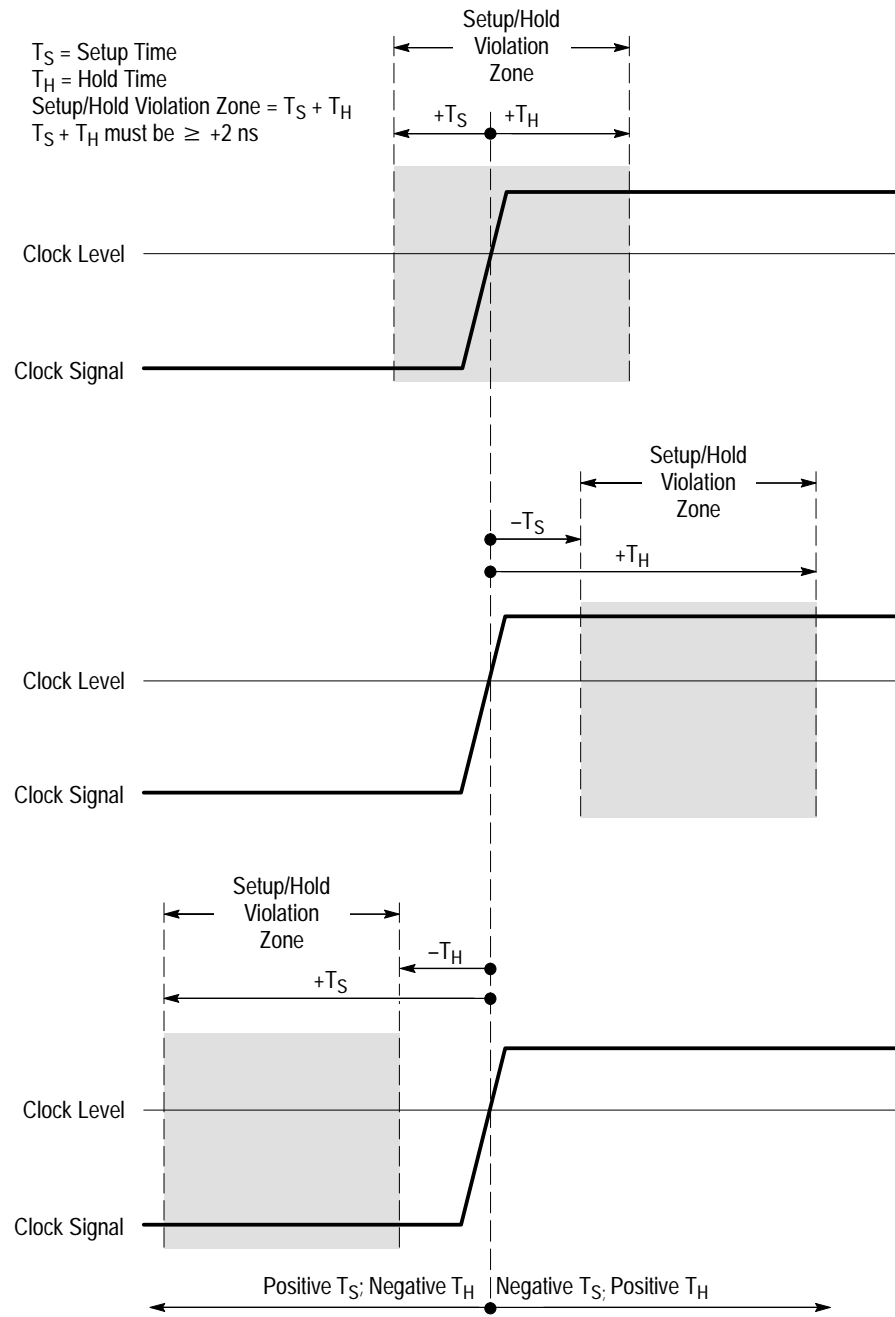 T_S = Setup Time
T_H = Hold Time
Setup/Hold Violation Zone = T_S + T_H
T_S + T_H must be ≥ +2 ns
Setup/Hold
Violation
Zone
+T_S
+T_H
Clock Level
Clock Signal
Setup/Hold
Violation
Zone
–T_S
+T_H
Clock Level
Clock Signal
Setup/Hold
Violation
Zone
–T_H
+T_S
Clock Level
Clock Signal
Positive T_S; Negative T_H
Negative T_S; Positive T_H